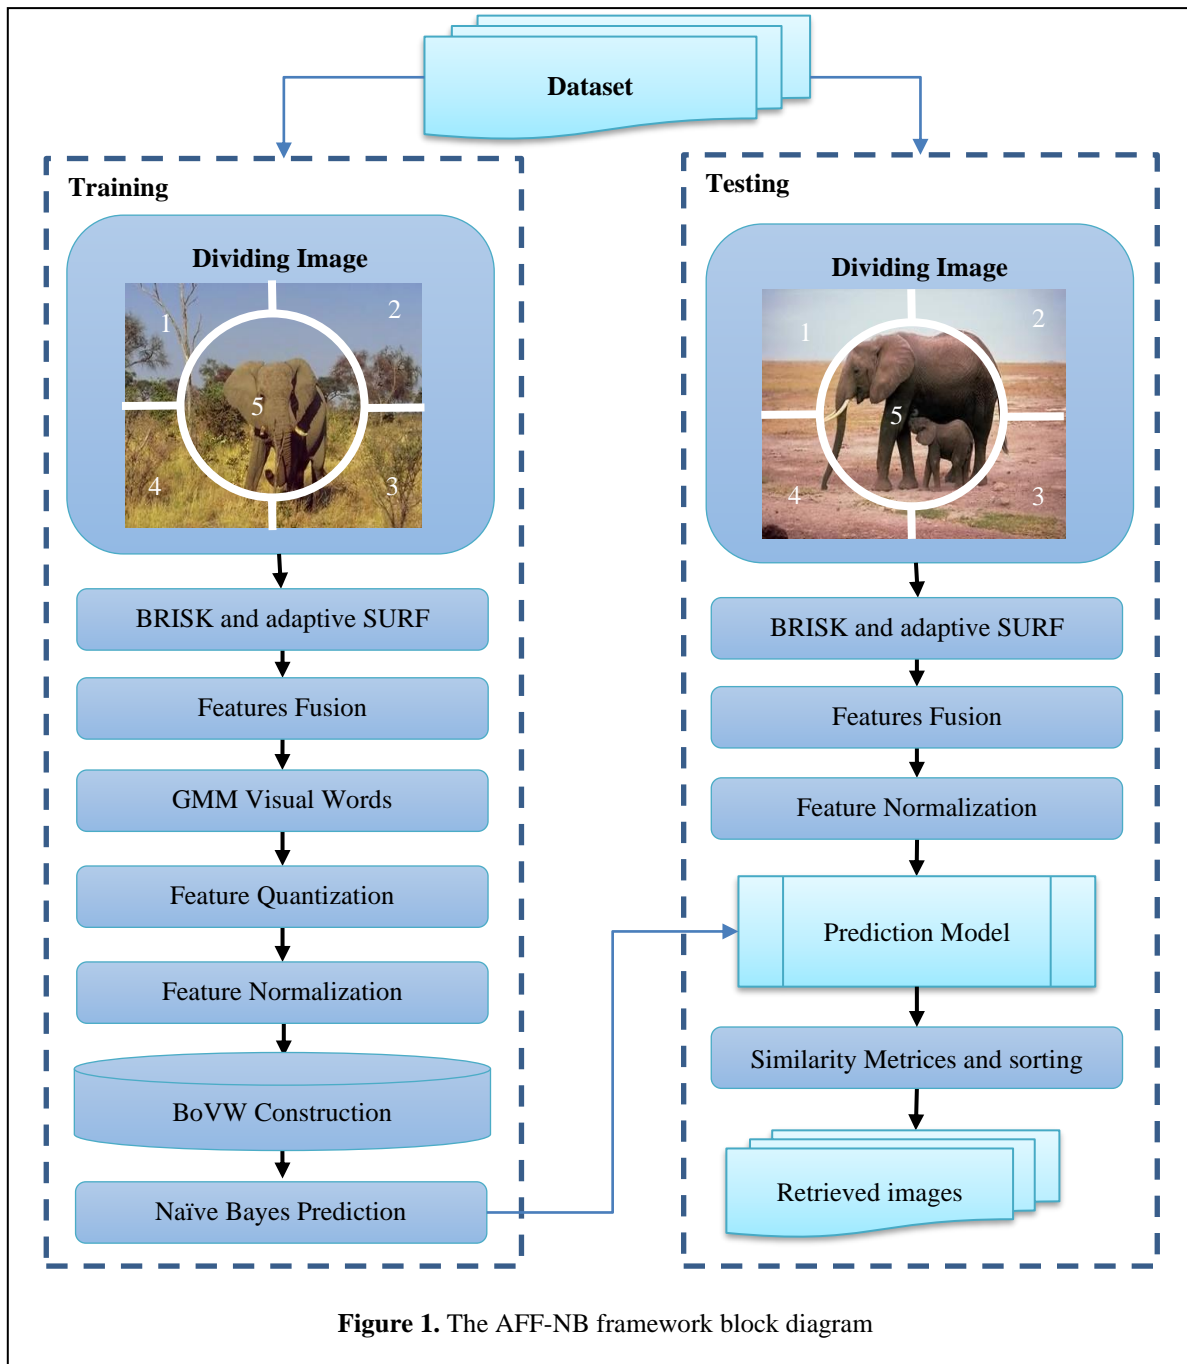 Dataset
Training
Dividing Image
1
2
5
4
3
BRISK and adaptive SURF
Features Fusion
GMM Visual Words
Feature Quantization
Feature Normalization
BoVW Construction
Naïve Bayes Prediction
Testing
Dividing Image
1
2
5
4
3
BRISK and adaptive SURF
Features Fusion
Feature Normalization
Prediction Model
Similarity Metrices and sorting
Retrieved images
Figure 1. The AFF-NB framework block diagram